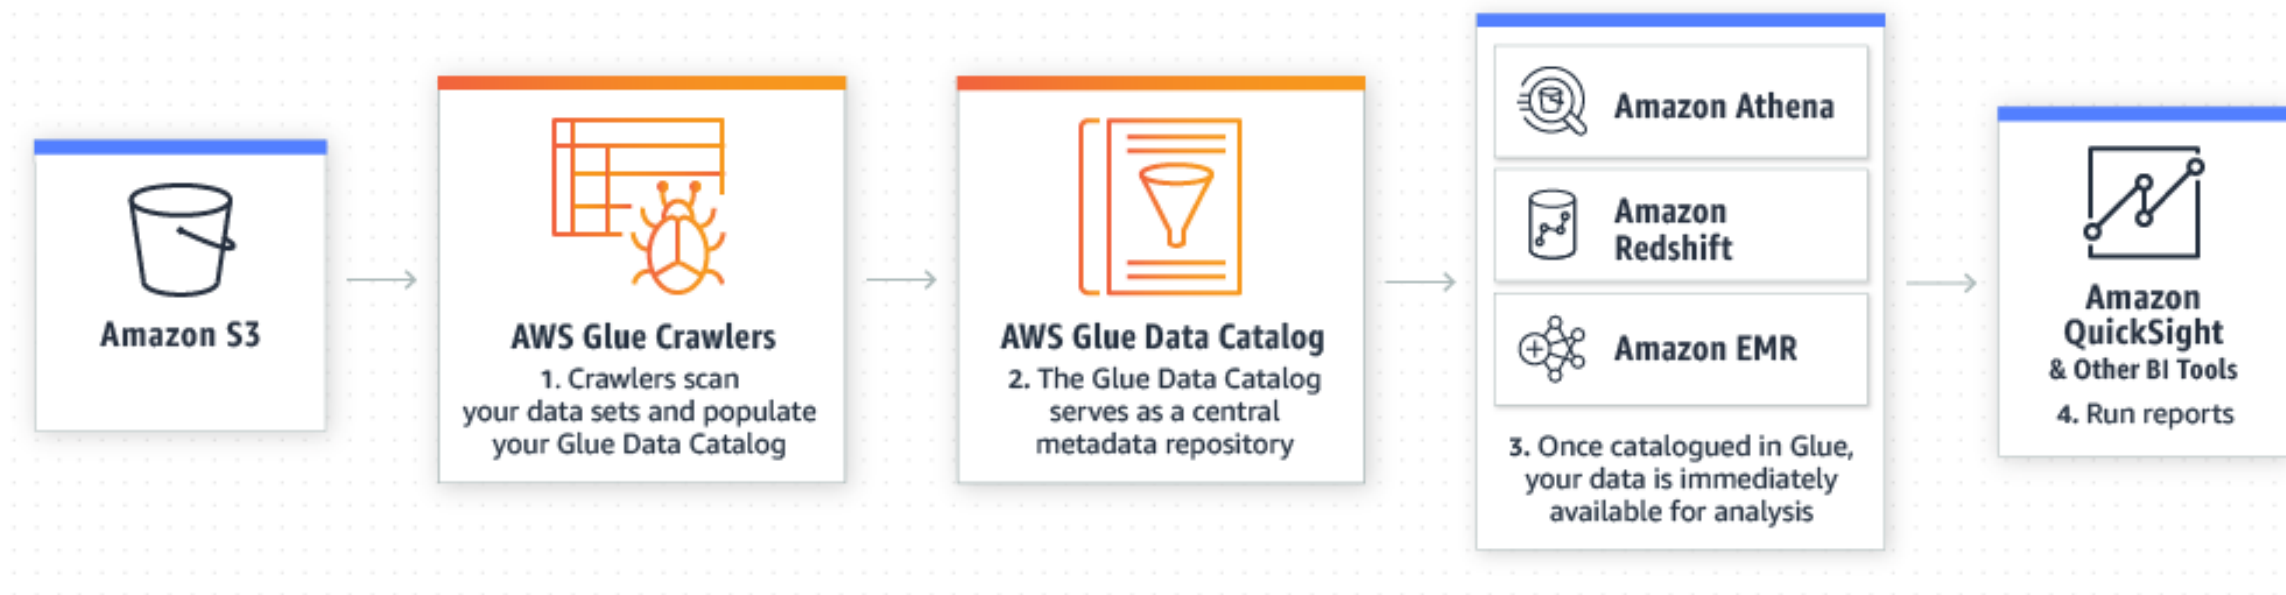 Amazon S3
AWS Glue Crawlers
1. Crawlers scan
your data sets and populate
your Glue Data Catalog
AWS Glue Data Catalog
2. The Glue Data Catalog
serves as a central
metadata repository
Amazon Athena
Amazon
Redshift
Amazon EMR
3. Once catalogued in Glue,
your data is immediately
available for analysis
Amazon
QuickSight
& Other BI Tools
4. Run reports